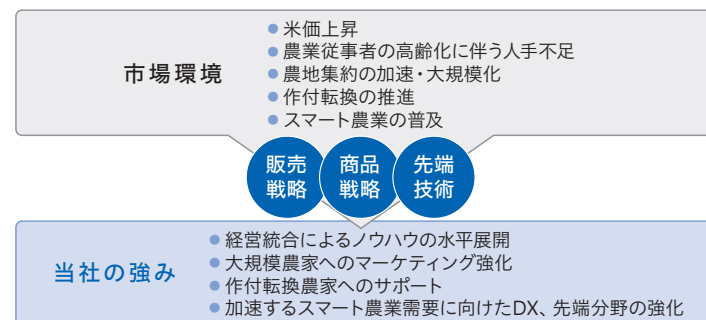 市場環境
● 米価上昇
● 農業従事者の高齢化に伴う人手不足
● 農地集約の加速・大規模化
● 作付転換の推進
● スマート農業の普及
販売
戦略
商品
戦略
先端
技術
当社の強み
● 経営統合によるノウハウの水平展開
● 大規模農家へのマーケティング強化
● 作付転換農家へのサポート
● 加速するスマート農業需要に向けたDX、先端分野の強化